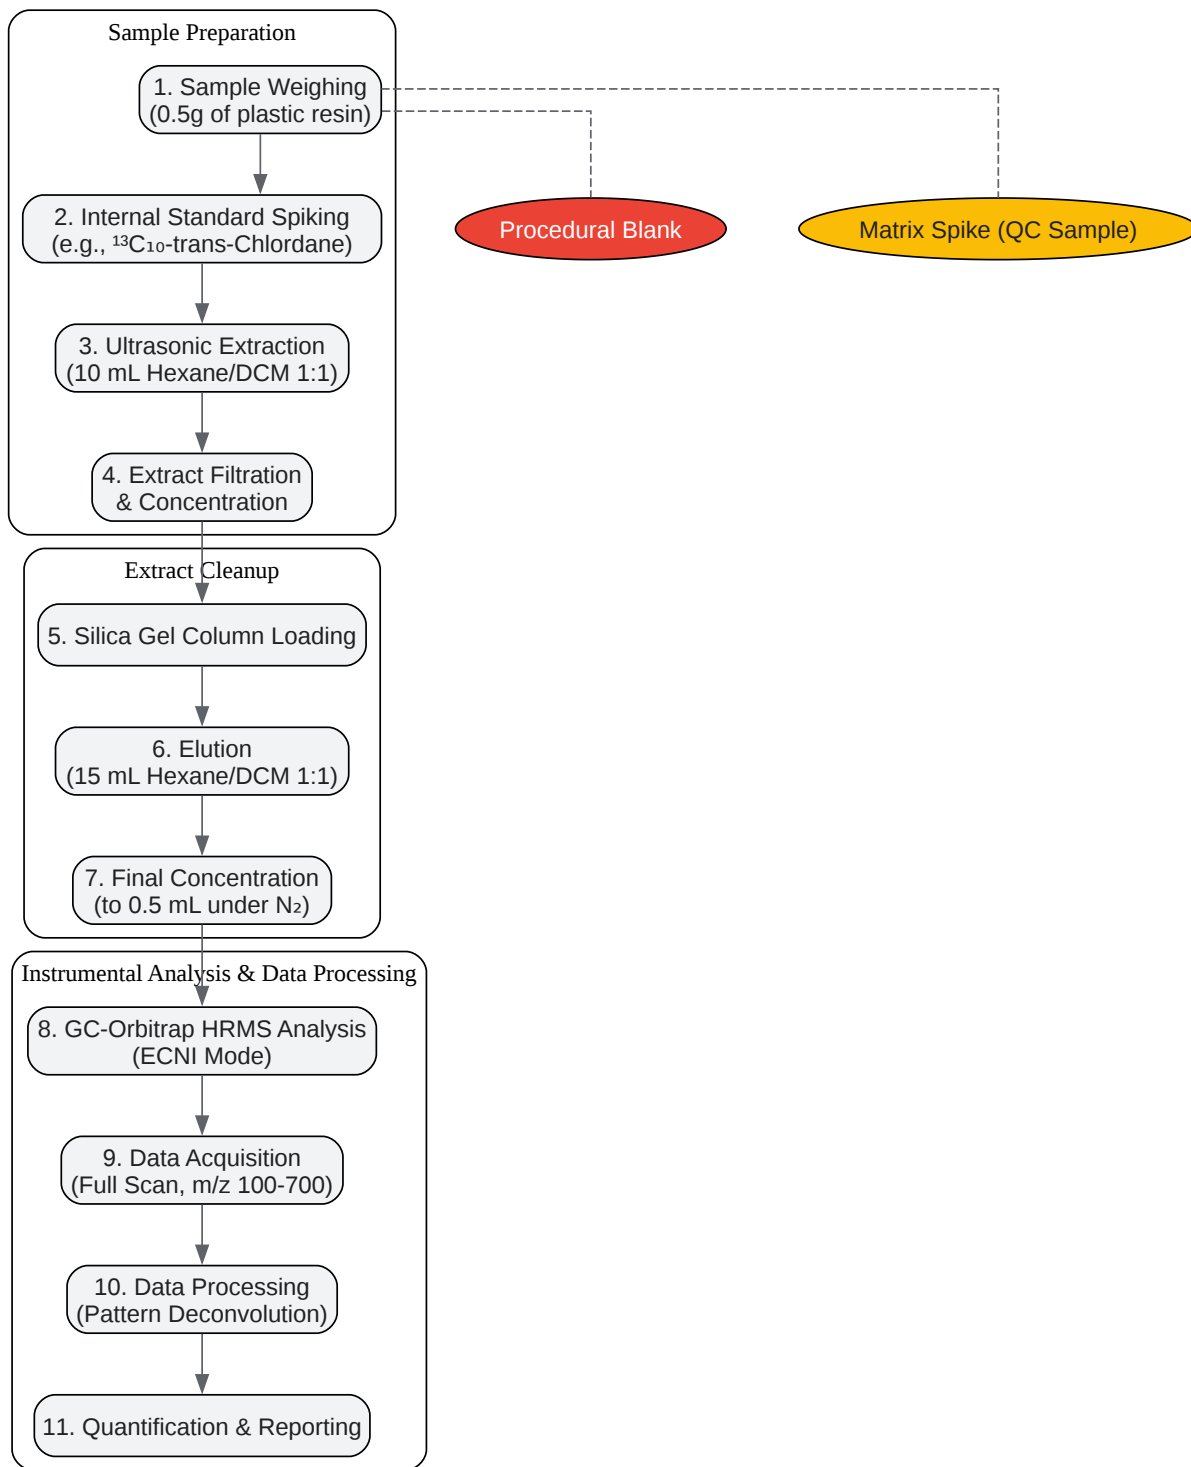 Sample Preparation
1. Sample Weighing
(0.5g of plastic resin)
2. Internal Standard Spiking
(e.g., ¹³C₁₀-trans-Chlordane)
Procedural Blank
Matrix Spike (QC Sample)
3. Ultrasonic Extraction
(10 mL Hexane/DCM 1:1)
4. Extract Filtration
& Concentration
Extract Cleanup
5. Silica Gel Column Loading
6. Elution
(15 mL Hexane/DCM 1:1)
7. Final Concentration
(to 0.5 mL under N₂)
Instrumental Analysis & Data Processing
8. GC-Orbitrap HRMS Analysis
(ECNI Mode)
9. Data Acquisition
(Full Scan, m/z 100-700)
10. Data Processing
(Pattern Deconvolution)
11. Quantification & Reporting